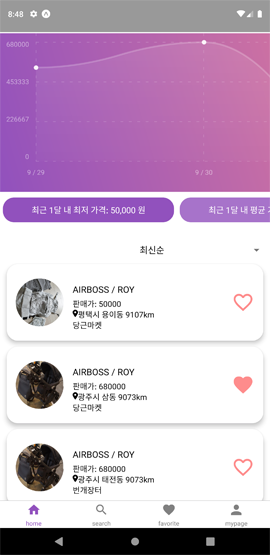 8:48
680000
453333
226667
0
9 / 29
9 / 30
최근 1달 내 최저 가격: 50,000 원
최근 1달 내 평균
최신순
AIRBOSS / ROY
판매가: 50000
평택시 용이동 9107km
당근마켓
AIRBOSS / ROY
판매가: 680000
광주시 삼동 9073km
당근마켓
AIRBOSS / ROY
판매가: 680000
광주시 태전동 9073km
번개장터
home
search
favorite
mypage